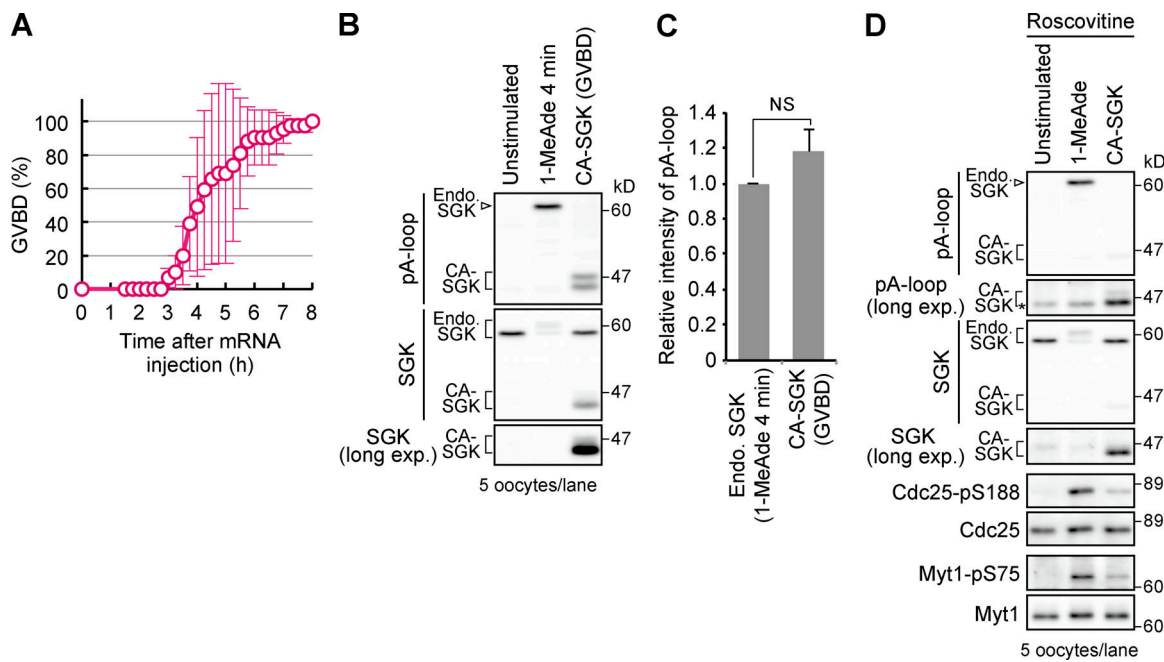 A
GVBD (%)
100
80
60
40
20
0
0 1 2 3 4 5 6 7 8
Time after mRNA
injection (h)
B
Unstimulated
1-MeAde 4 min
CA-SGK (GVBD)
kD
pA-loop
Endo.
SGK
60
CA-
SGK
47
SGK
Endo.
SGK
60
CA-
SGK
47
SGK
(long exp.)
CA-
SGK
47
5 oocytes/lane
C
Relative intensity of pA-loop
NS
1.4
1.2
1.0
0.8
0.6
0.4
0.2
0
Endo. SGK
(1-MeAde 4 min)
CA-SGK
(GVBD)
D
Roscovitine
Unstimulated
1-MeAde
CA-SGK
kD
pA-loop
Endo.
SGK
60
CA-
SGK
47
pA-loop
(long exp.)
CA-
SGK
*
47
SGK
Endo.
SGK
60
CA-
SGK
47
SGK
(long exp.)
CA-
SGK
47
Cdc25-pS188
89
Cdc25
89
Myt1-pS75
60
Myt1
60
5 oocytes/lane